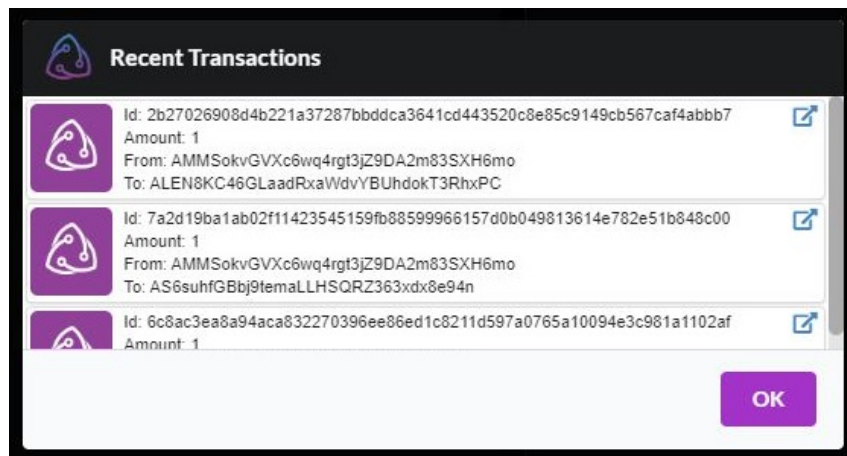 Recent Transactions
Id: 2b27026908d4b221a37287bbddca3641cd443520c8e85c9149cb567caf4abbb7
Amount: 1
From: AMMSokvGVXc6wq4rgt3jZ9DA2m83SXH6mo
To: ALEN8KC46GLaadRxaWdvYBUhdokT3RhxPC
Id: 7a2d19ba1ab02f11423545159fb88599966157d0b049813614e782e51b848c00
Amount: 1
From: AMMSokvGVXc6wq4rgt3jZ9DA2m83SXH6mo
To: AS6suhfGBbj9temaLLHSQRZ363xdx8e94n
Id: 6c8ac3ea8a94aca832270396ee86ed1c8211d597a0765a10094e3c981a1102af
Amount: 1
OK